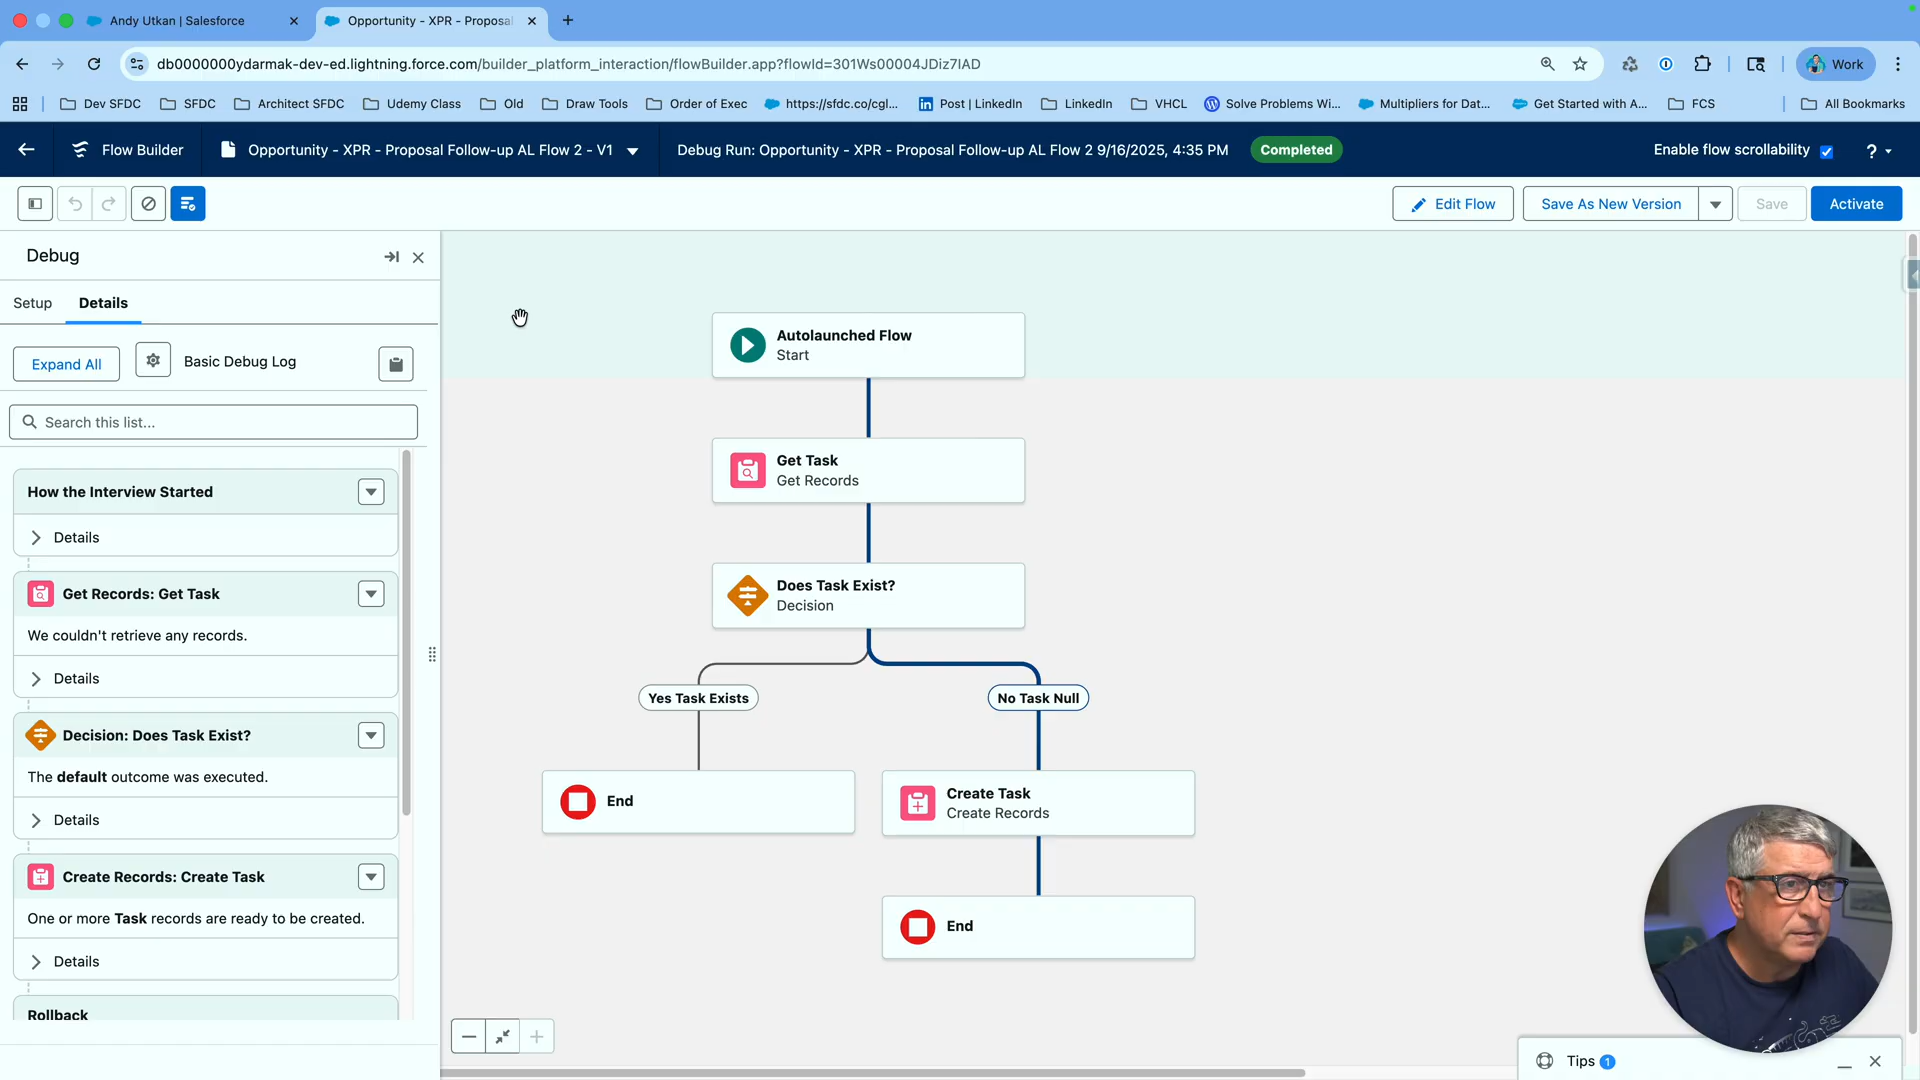 Andy Utkan | Salesforce
Opportunity - XPR - Proposal
db0000000ydarmak-dev-ed.lightning.force.com/builder_platform_interaction/flowBuilder.app?flowId=301Ws00004JDiz7IAD
Work
Dev SFDC
SFDC
Architect SFDC
Udemy Class
Old
Draw Tools
Order of Exec
https://sfdc.co/cgl...
Post | LinkedIn
LinkedIn
VHCL
Solve Problems Wi...
Multipliers for Dat...
Get Started with A...
FCS
All Bookmarks
Flow Builder
Opportunity - XPR - Proposal Follow-up AL Flow 2 - V1
Debug Run: Opportunity - XPR - Proposal Follow-up AL Flow 2 9/16/2025, 4:35 PM
Completed
Enable flow scrollability
?
Edit Flow
Save As New Version
Save
Activate
Debug
Setup
Details
Expand All
Basic Debug Log
Search this list...
How the Interview Started
Details
Get Records: Get Task
We couldn't retrieve any records.
Details
Decision: Does Task Exist?
The default outcome was executed.
Details
Create Records: Create Task
One or more Task records are ready to be created.
Details
Rollback
Autolaunched Flow
Start
Get Task
Get Records
Does Task Exist?
Decision
Yes Task Exists
No Task Null
End
Create Task
Create Records
End
Tips 1